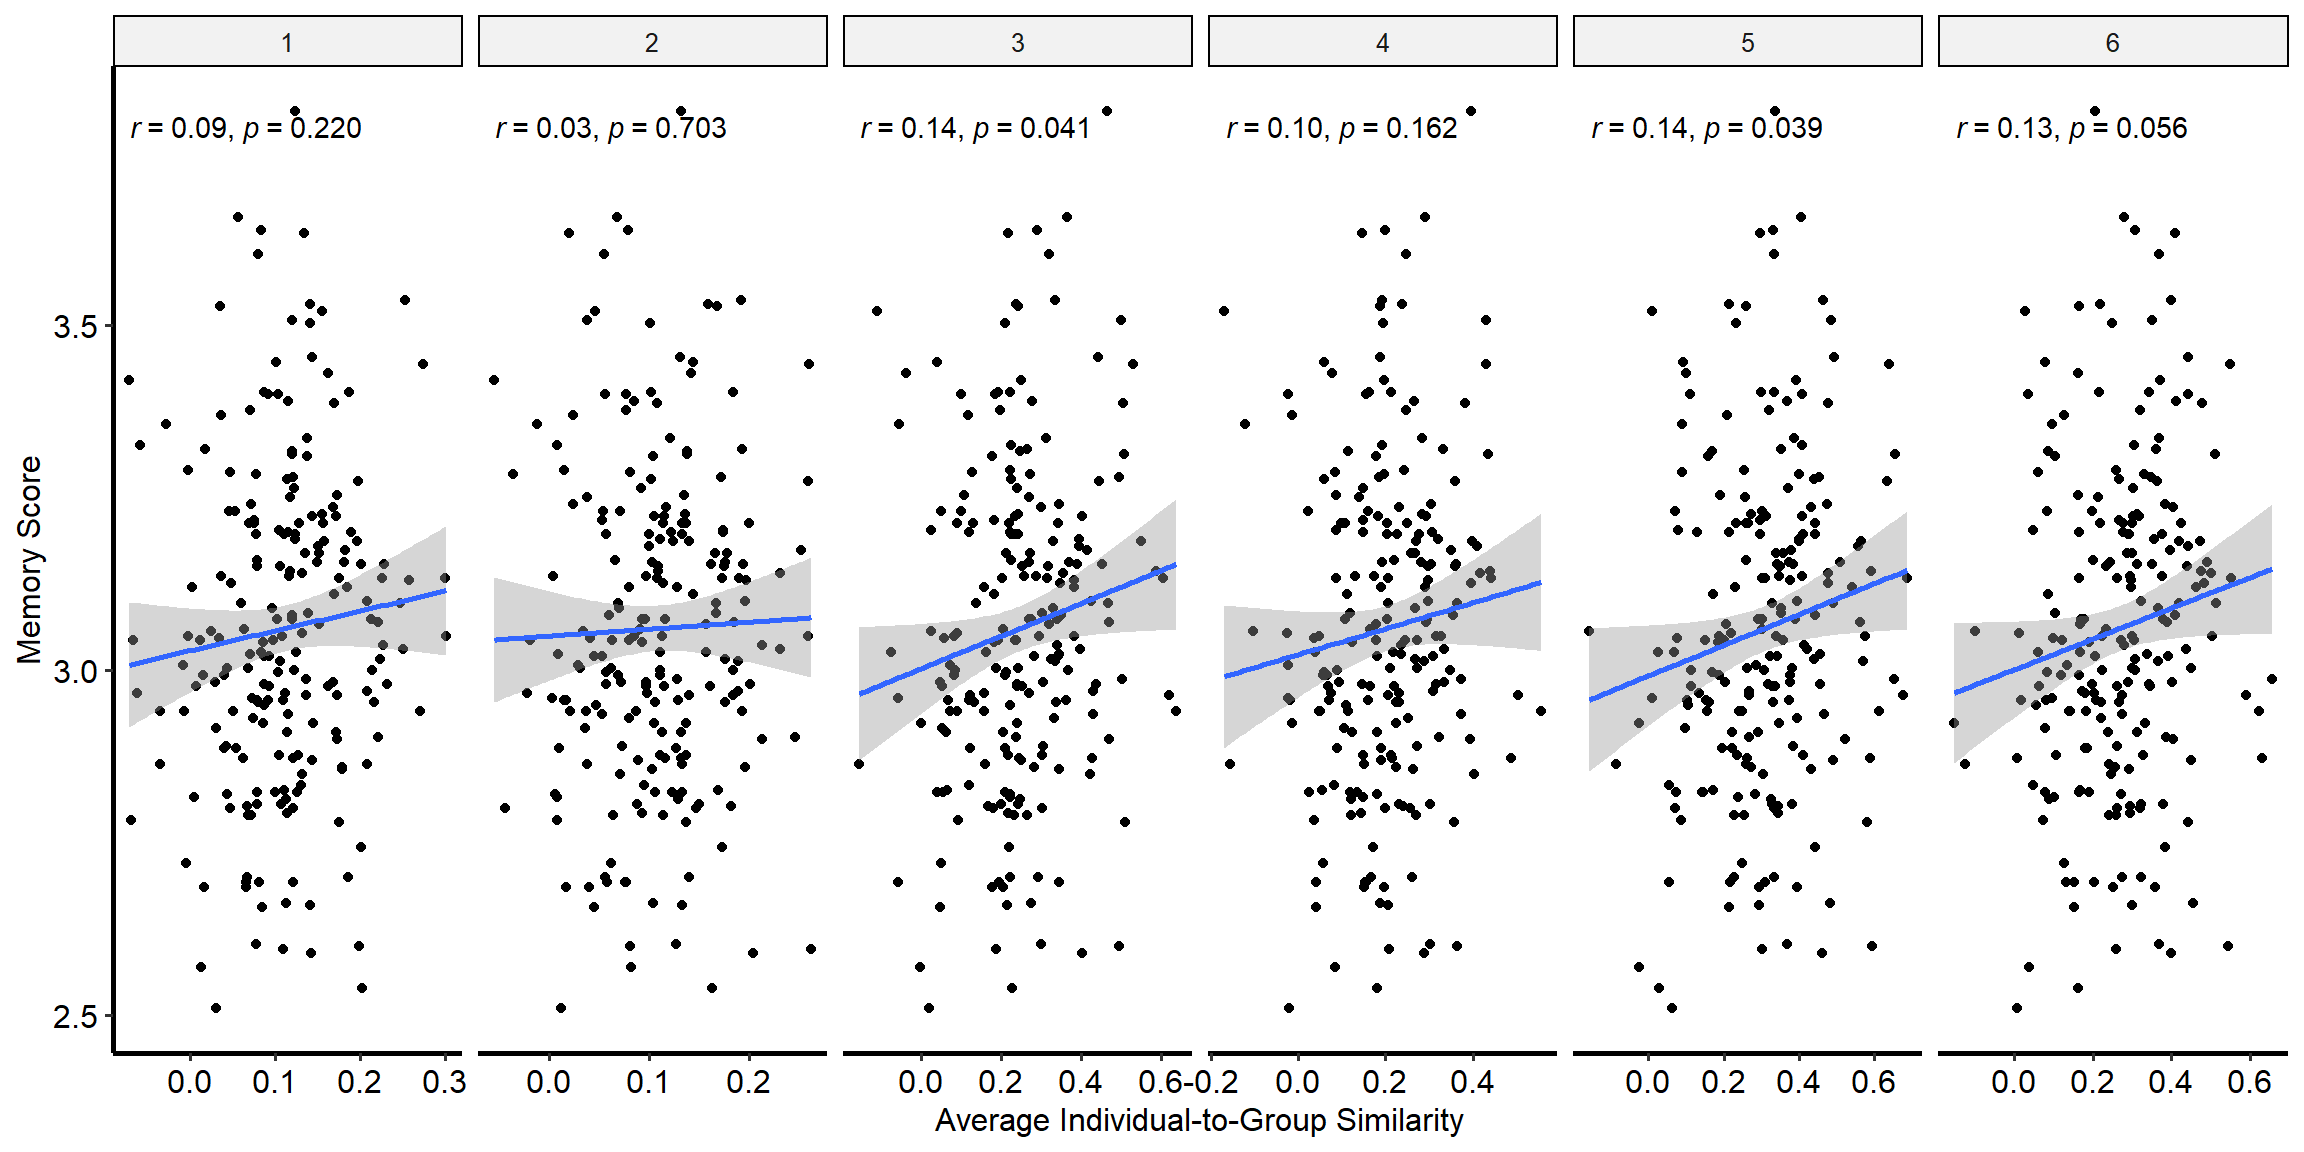 1 2 3 4 5 6
r = 0.09, p = 0.220 r = 0.03, p = 0.703 r = 0.14, p = 0.041 r = 0.10, p = 0.162 r = 0.14, p = 0.039 r = 0.13, p = 0.056
Memory Score
3.5
3.0
2.5
0.0 0.1 0.2 0.3 0.0 0.1 0.2 0.0 0.2 0.4 0.6 -0.2 0.0 0.2 0.4 0.0 0.2 0.4 0.6 0.0 0.2 0.4 0.6
Average Individual-to-Group Similarity